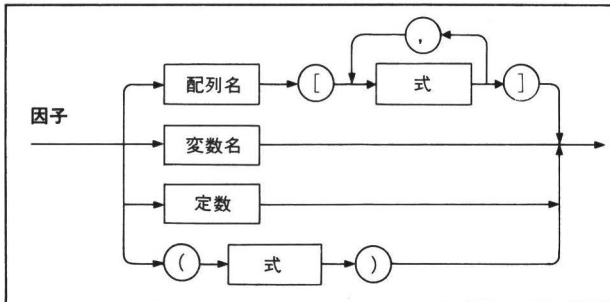 ,
配列名 [ 式 ]
因子
変数名
定数
( 式 )